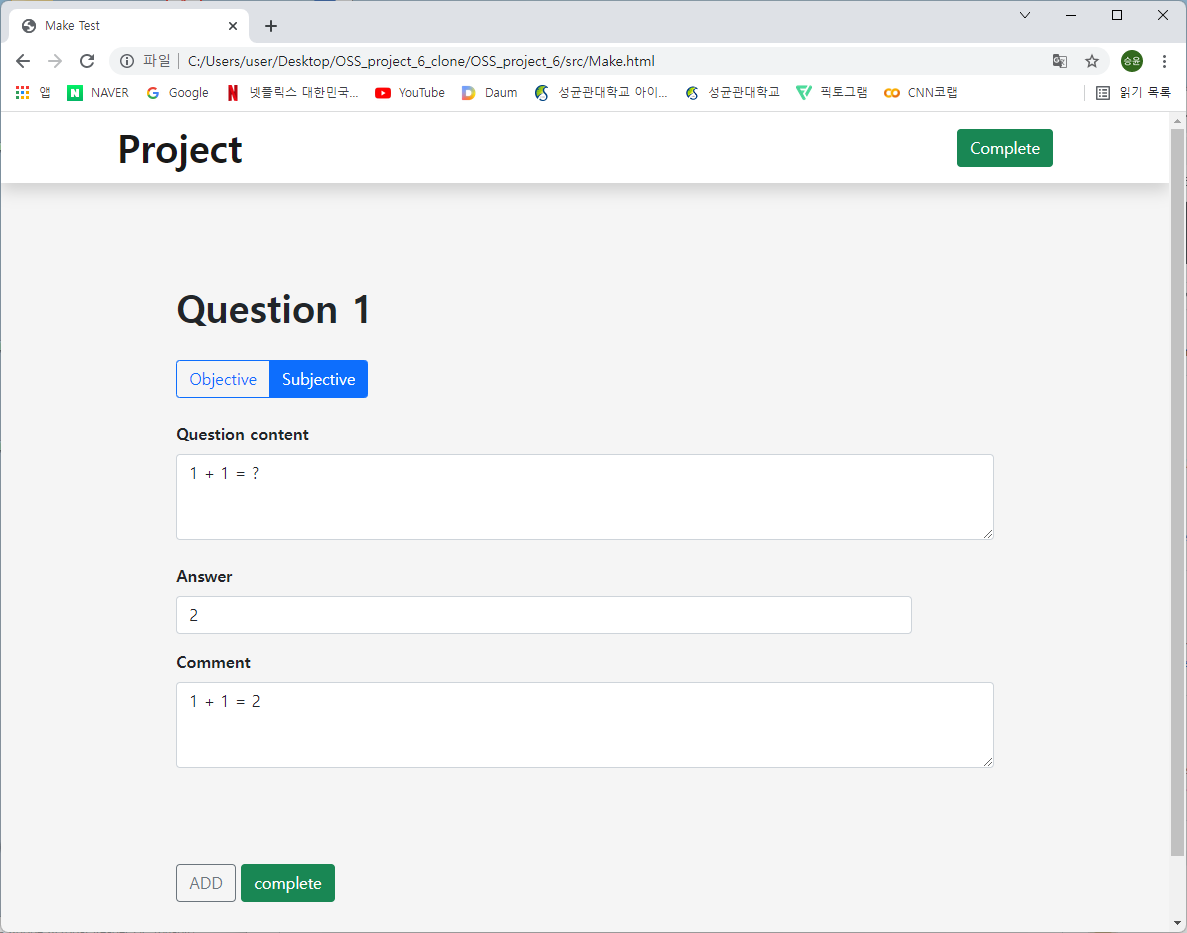 Make Test
파일 C:/Users/user/Desktop/OSS_project_6_clone/OSS_project_6/src/Make.html
승윤
앱 NAVER Google 넷플릭스 대한민국... YouTube Daum 성균관대학교 아이... 성균관대학교 픽토그램 CNN코랩 읽기 목록
Project Complete
Question 1
Objective Subjective
Question content
1 + 1 = ?
Answer
2
Comment
1 + 1 = 2
ADD complete